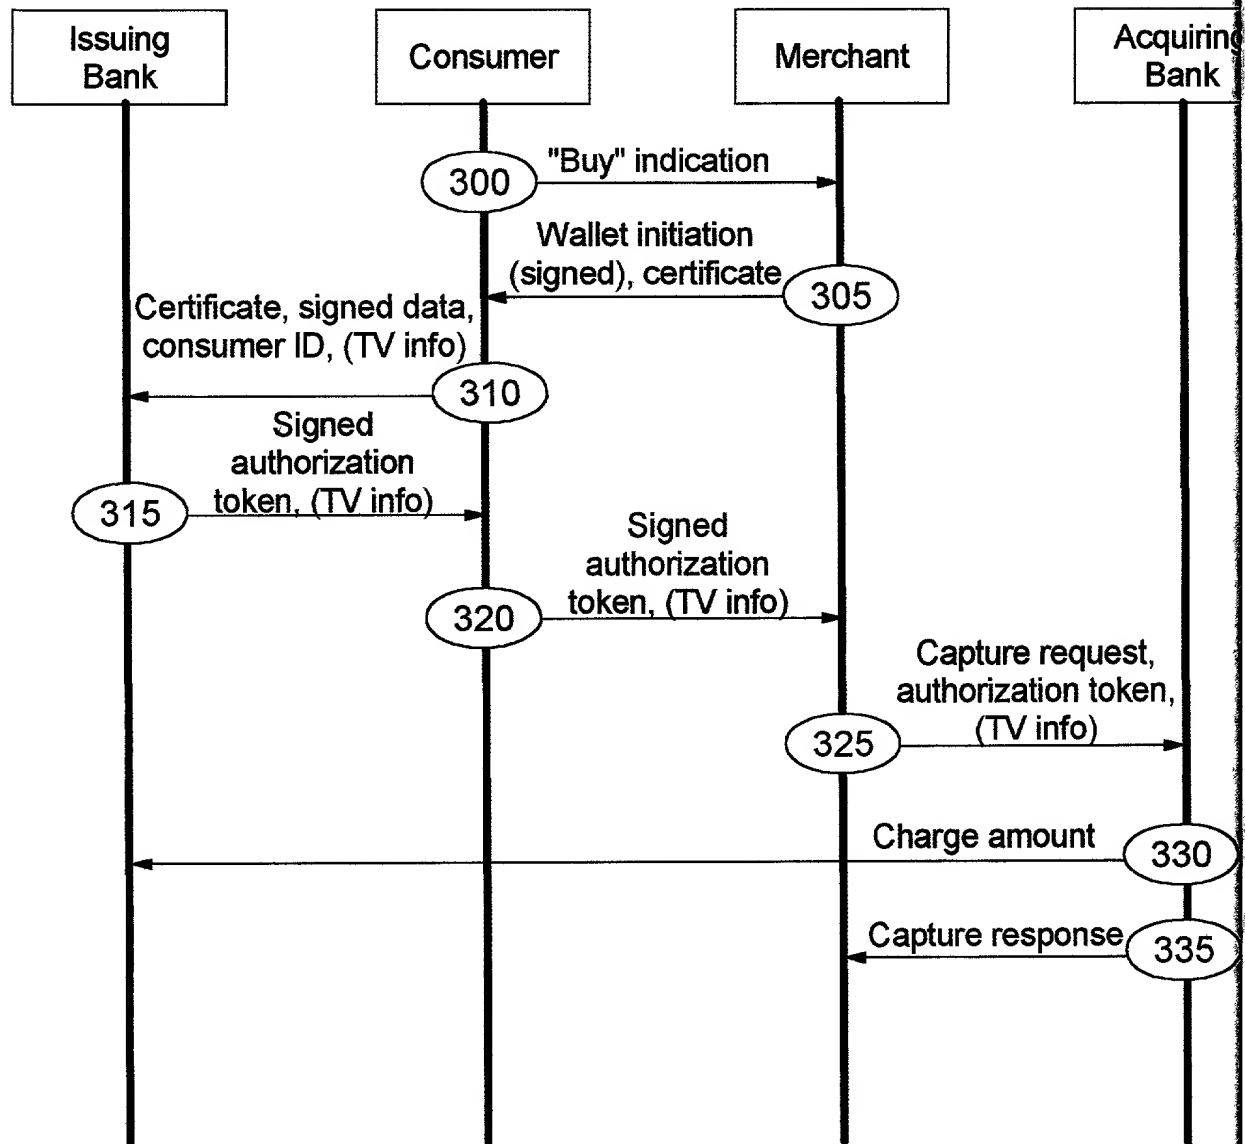 Issuing
Bank
Consumer
Merchant
Acquiring
Bank
300
"Buy" indication
Wallet initiation
(signed), certificate
305
Certificate, signed data,
consumer ID, (TV info)
310
Signed
authorization
token, (TV info)
315
Signed
authorization
token, (TV info)
320
Capture request,
authorization token,
(TV info)
325
Charge amount
330
Capture response
335